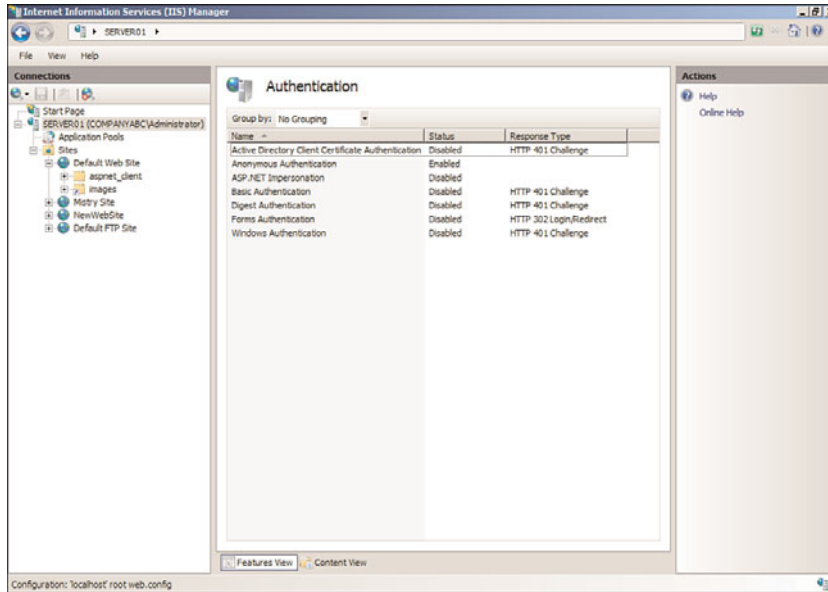 Internet Information Services (IIS) Manager
SERVER01
File View Help
Connections
Start Page
SERVER01 (COMPANYABC\Administrator)
Application Pools
Sites
Default Web Site
aspnet_client
images
Mistry Site
NewWebSite
Default FTP Site
Authentication
Group by: No Grouping
Name Status Response Type
Active Directory Client Certificate Authentication Disabled HTTP 401 Challenge
Anonymous Authentication Enabled
ASP.NET Impersonation Disabled
Basic Authentication Disabled HTTP 401 Challenge
Digest Authentication Disabled HTTP 401 Challenge
Forms Authentication Disabled HTTP 302 Login/Redirect
Windows Authentication Disabled HTTP 401 Challenge
Features View Content View
Actions
Help
Online Help
Configuration: 'localhost' root web.config